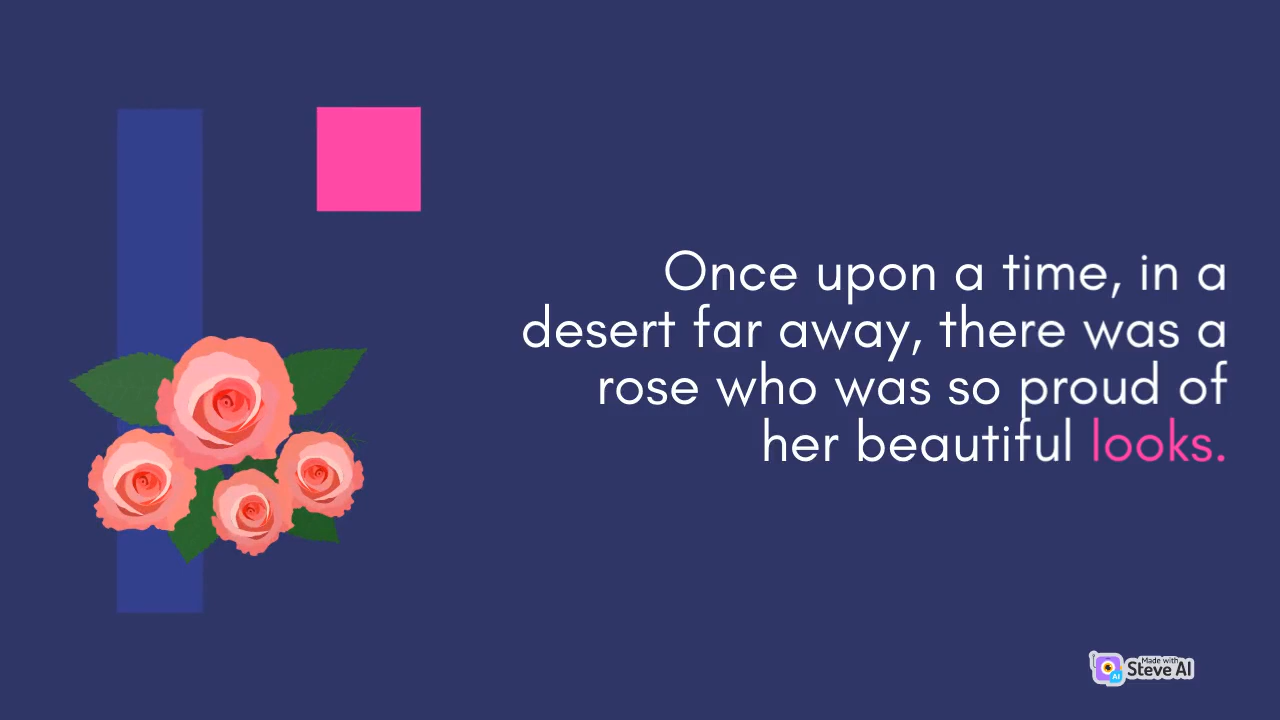 Once upon a time, in a
desert far away, there was a
rose who was so proud of
her beautiful looks.
Made with
Steve AI
AI